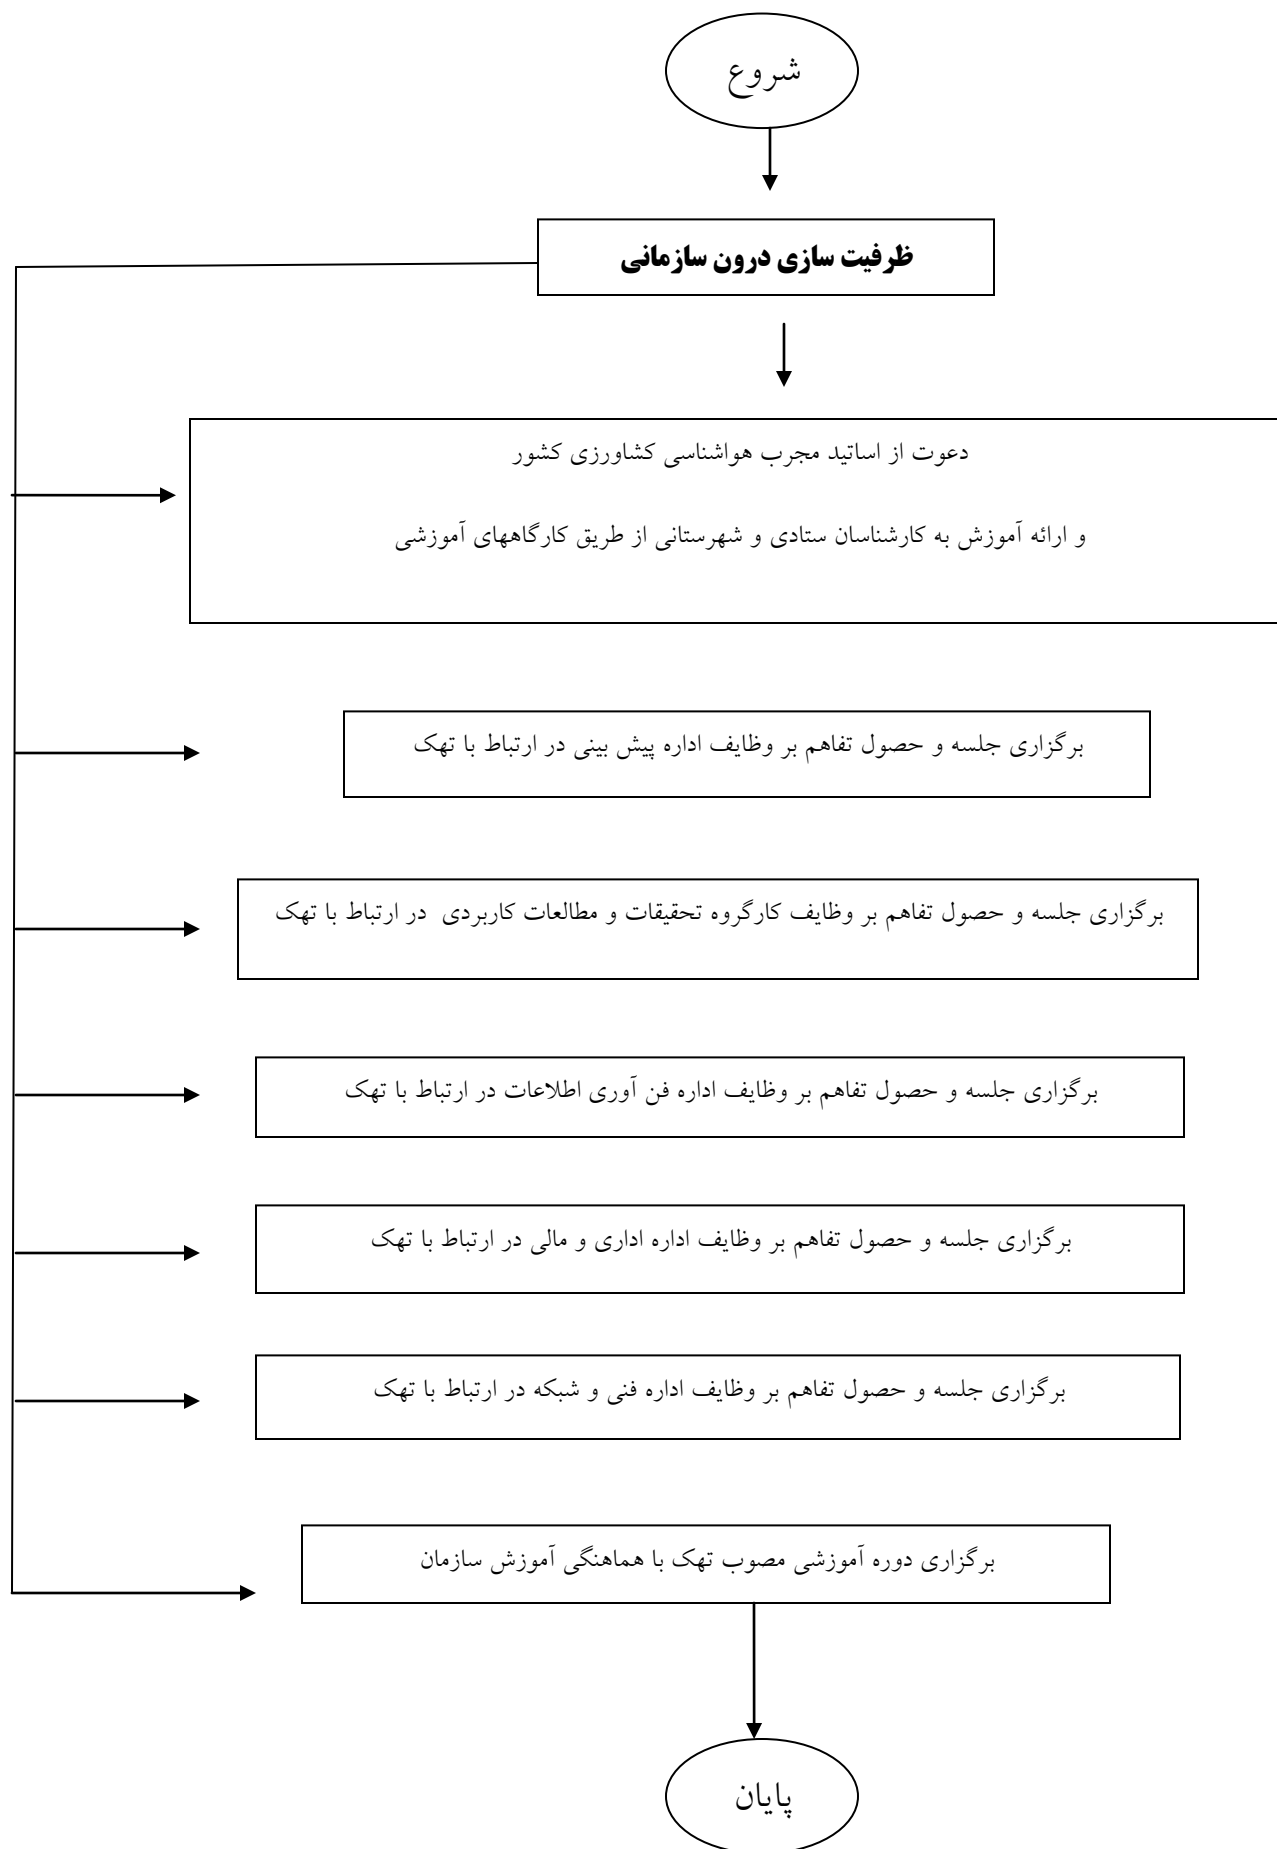 شروع
ظرفیت سازی درون سازمانی
دعوت از اساتید مجرب هواشناسی کشاورزی کشور
و ارائه آموزش به کارشناسان ستادی و شهرستانی از طریق کارگاههای آموزشی
برگزاری جلسه و حصول تفاهم بر وظایف اداره پیش بینی در ارتباط با تهک
برگزاری جلسه و حصول تفاهم بر وظایف کارگروه تحقیقات و مطالعات کاربردی در ارتباط با تهک
برگزاری جلسه و حصول تفاهم بر وظایف اداره فن آوری اطلاعات در ارتباط با تهک
برگزاری جلسه و حصول تفاهم بر وظایف اداره اداری و مالی در ارتباط با تهک
برگزاری جلسه و حصول تفاهم بر وظایف اداره فنی و شبکه در ارتباط با تهک
برگزاری دوره آموزشی مصوب تهک با هماهنگی آموزش سازمان
پایان